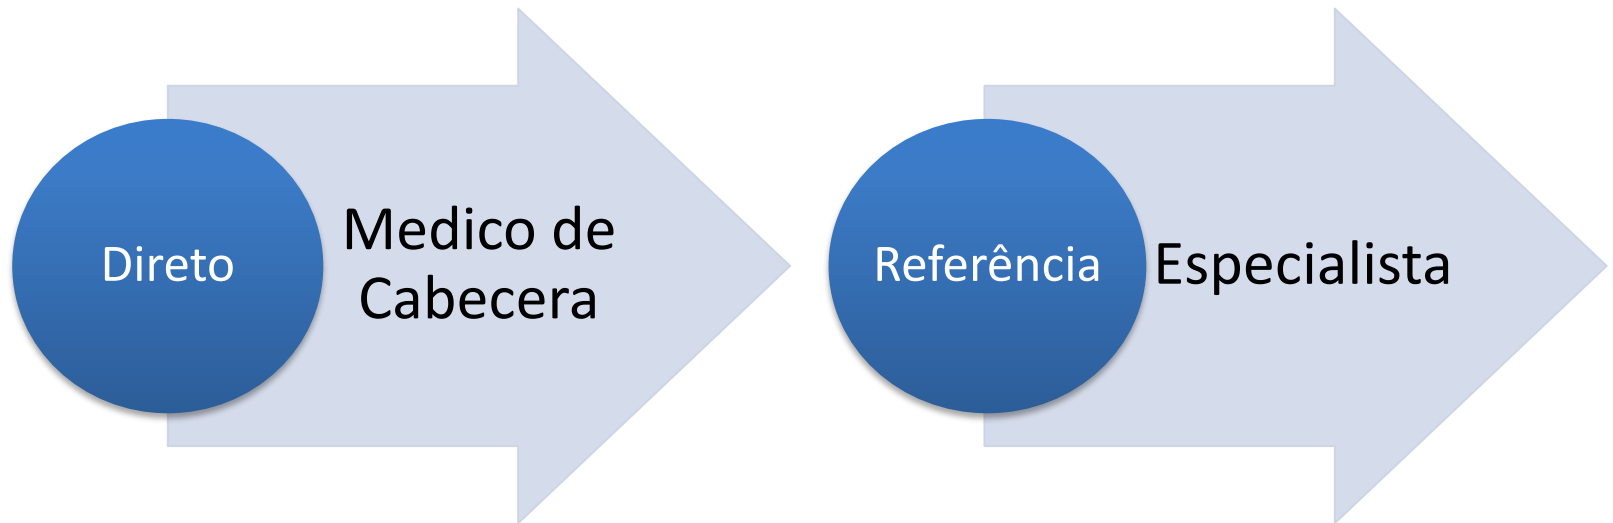 Direto
Medico de
Cabecera
Referência
Especialista